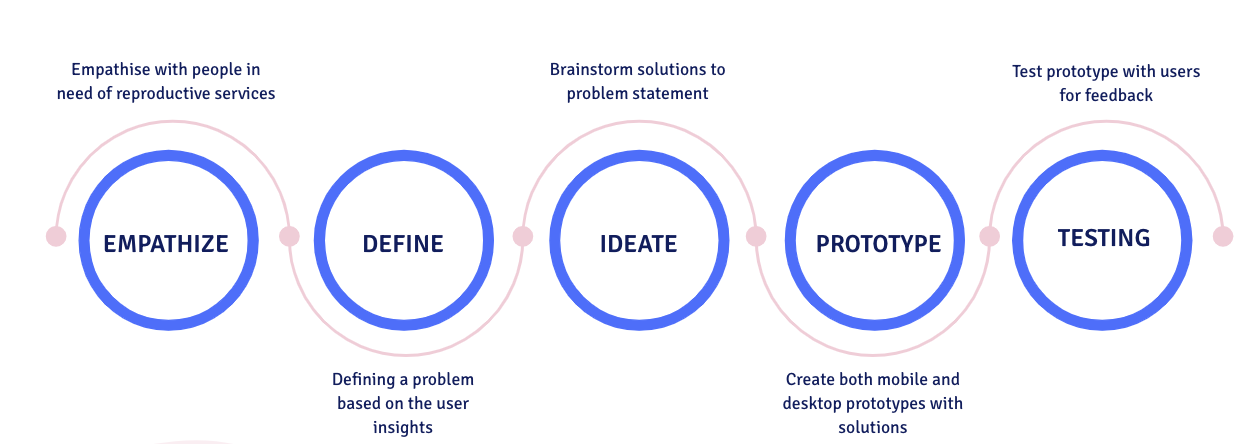 Empathise with people in
need of reproductive services
Brainstorm solutions to
problem statement
Test prototype with users
for feedback
EMPATHIZE
DEFINE
IDEATE
PROTOTYPE
TESTING
Defining a problem
based on the user
insights
Create both mobile and
desktop prototypes with
solutions